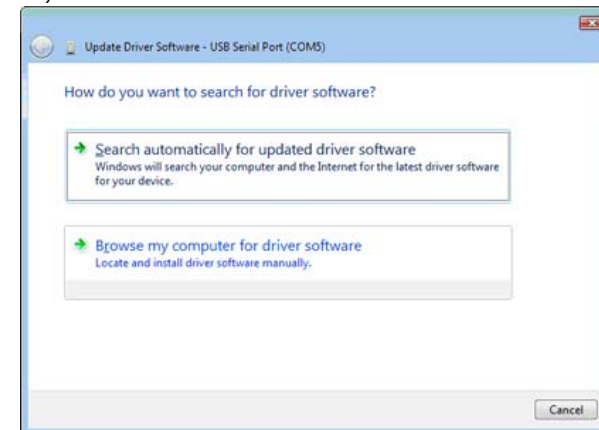 Update Driver Software - USB Serial Port (COM5)
How do you want to search for driver software?
Search automatically for updated driver software
Windows will search your computer and the Internet for the latest driver software
for your device.
Browse my computer for driver software
Locate and install driver software manually.
Cancel